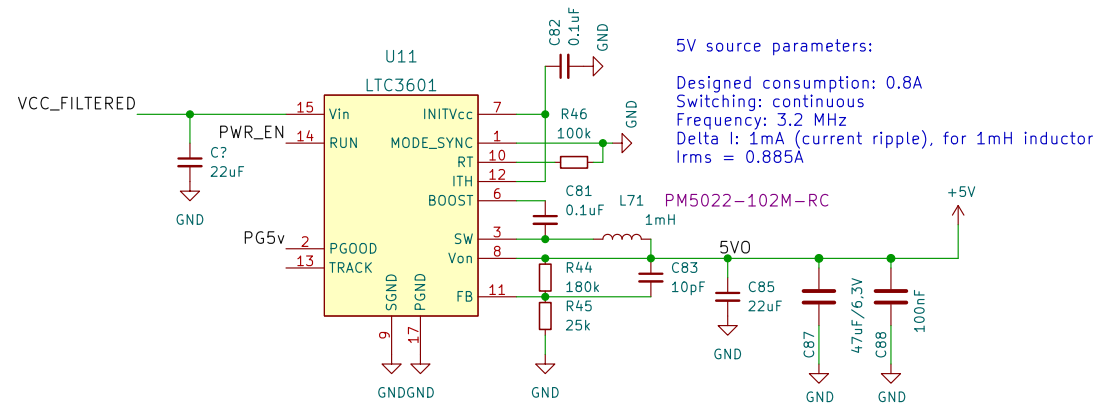 C82
0.1uF
GND
5V source parameters:
Designed consumption: 0.8A
Switching: continuous
Frequency: 3.2 MHz
Delta I: 1mA (current ripple), for 1mH inductor
Irms = 0.885A
U11
LTC3601
VCC_FILTERED
15
Vin
INITVcc
7
R46
100k
GND
PWR_EN
14
RUN
MODE_SYNC
1
RT
10
ITH
12
C?
22uF
GND
BOOST
6
C81
0.1uF
L71
1mH
PM5022-102M-RC
+5V
PG5v
2
PGOOD
SW
3
Von
8
5VO
13
TRACK
R44
180k
C83
10pF
C85
22uF
GND
FB
11
R45
25k
GND
SGND
9
GND
PGND
17
GND
C87
47uF/6,3V
GND
C88
100nF
GND